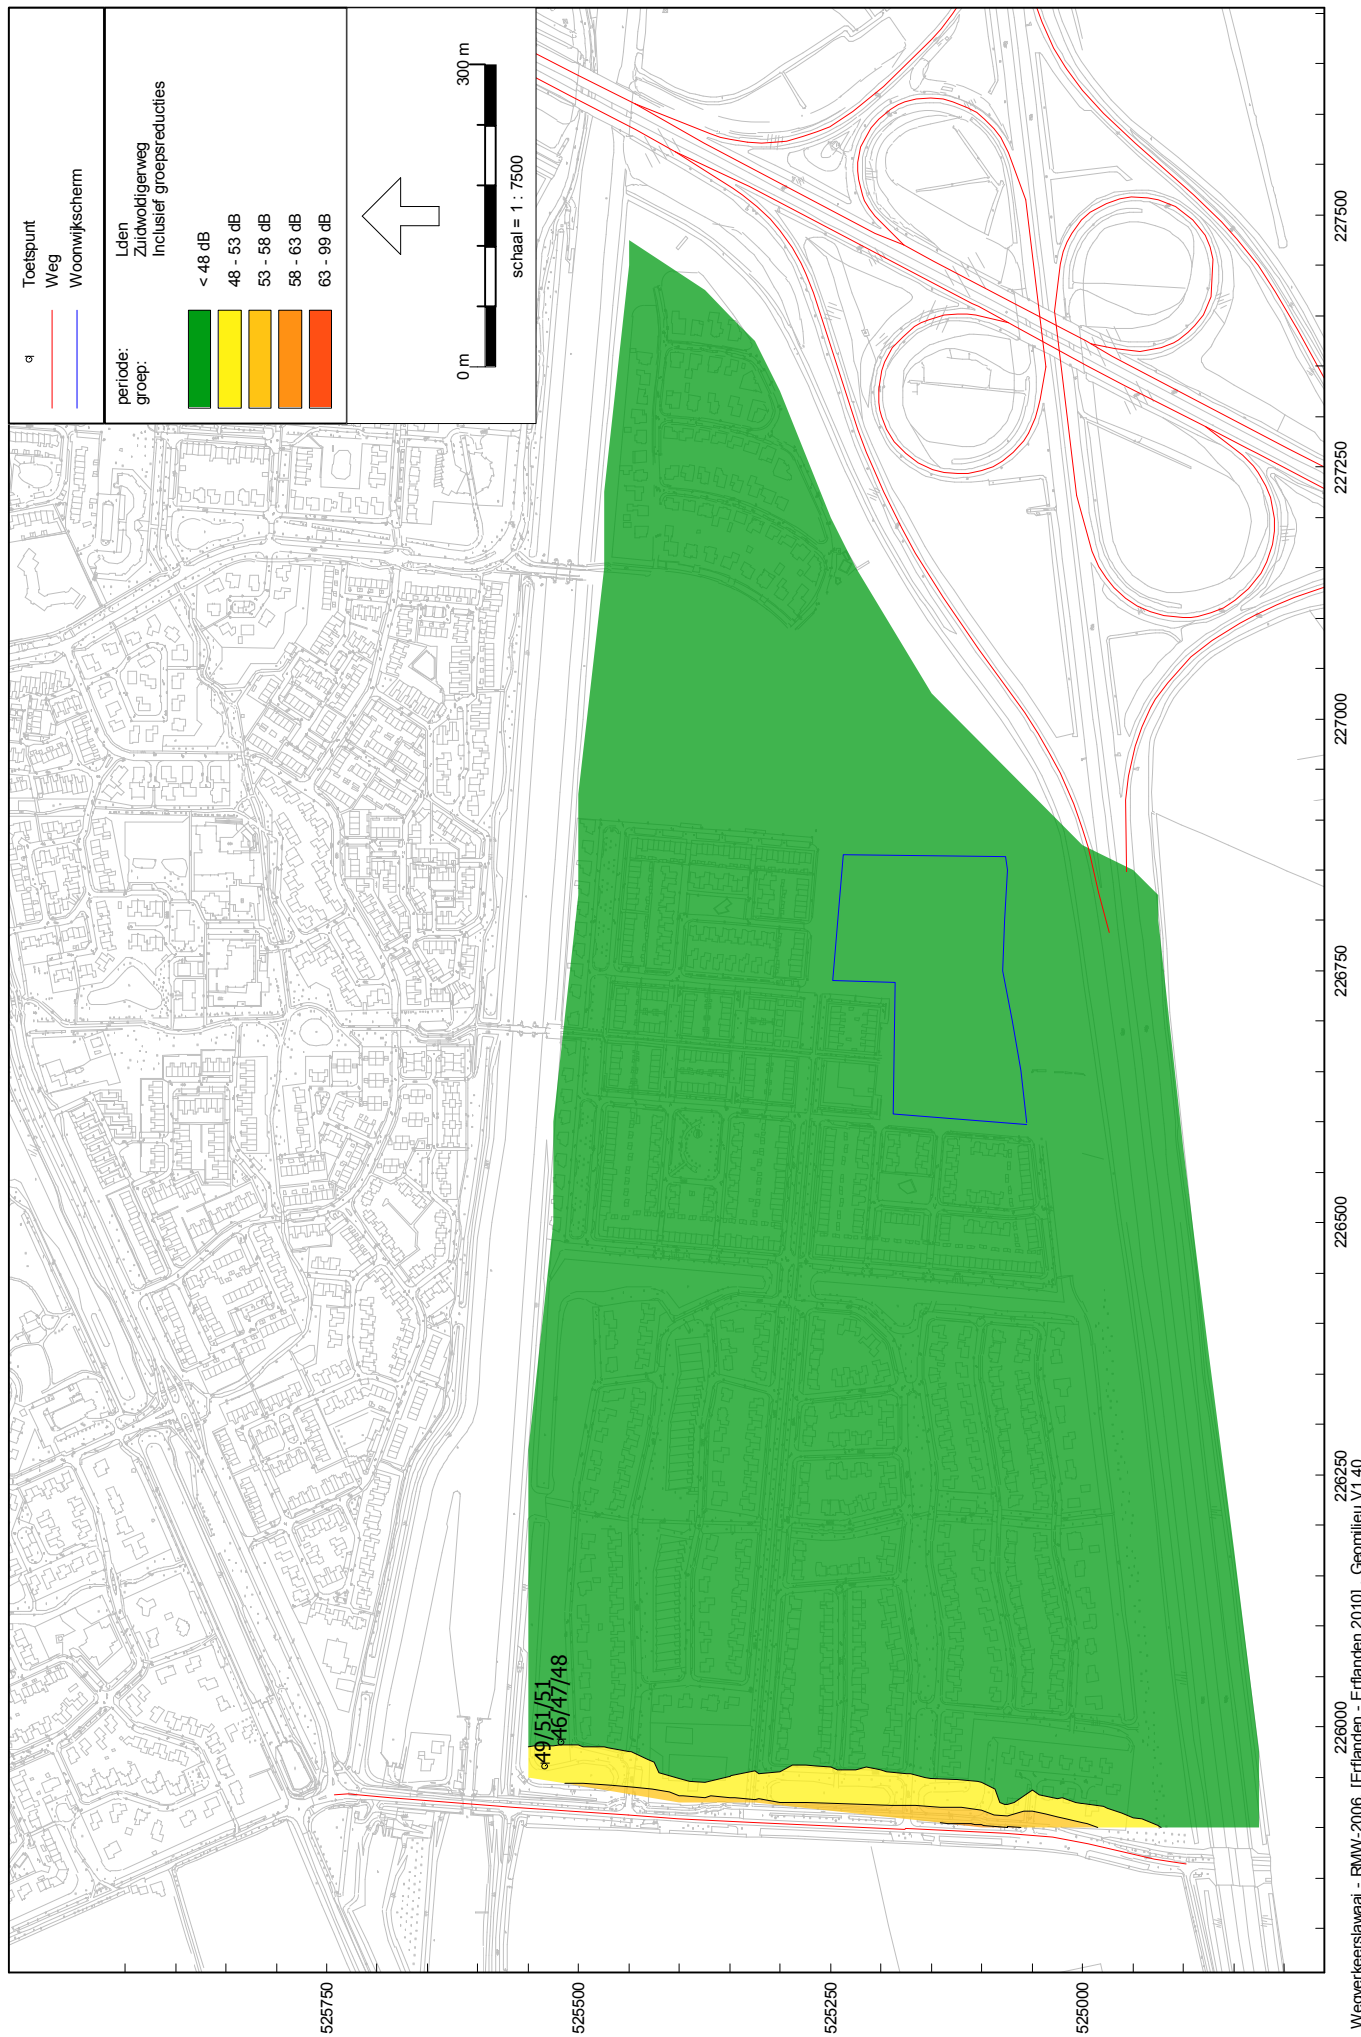 Toetspunt
Weg
Woonwijkscherm
periode: Lden
groep: Zuidwoldigerweg
Inclusief groepsreducties
< 48 dB
48 - 53 dB
53 - 58 dB
58 - 63 dB
63 - 99 dB
0 m 300 m
schaal = 1 : 7500
49/51/51
46/47/48
525750
525500
525250
525000
226000
226250
226500
226750
227000
227250
227500
Wegverkeerslawaai - RMW-2006, [Erflanden - Erflanden 2010] , Geomilieu V1.40